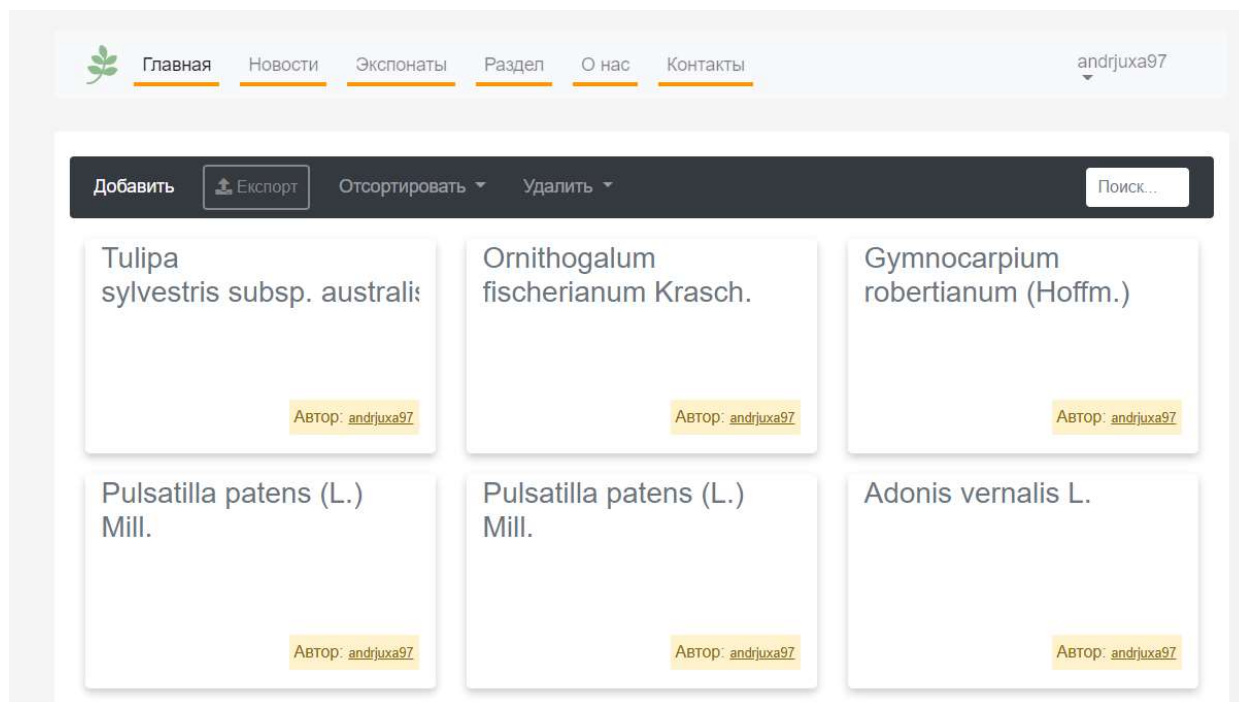 Главная Новости Экспонаты Раздел О нас Контакты andrjuxa97
Добавить Експорт Отсортировать Удалить Поиск...
Tulipa
sylvestris subsp. australis
Автор: andrjuxa97
Ornithogalum
fischerianum Krasch.
Автор: andrjuxa97
Gymnocarpium
robertianum (Hoffm.)
Автор: andrjuxa97
Pulsatilla patens (L.)
Mill.
Автор: andrjuxa97
Pulsatilla patens (L.)
Mill.
Автор: andrjuxa97
Adonis vernalis L.
Автор: andrjuxa97